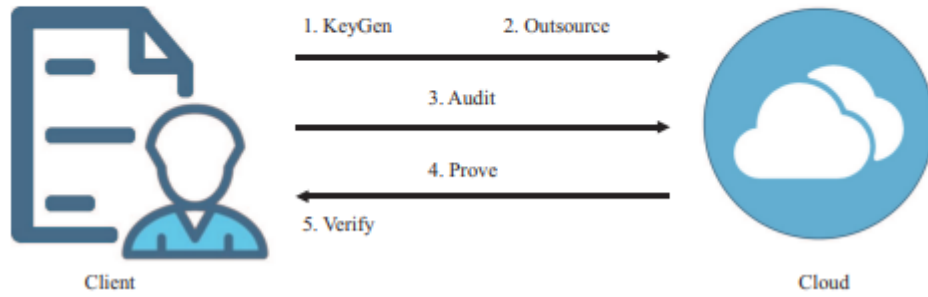 1. KeyGen 2. Outsource
3. Audit
4. Prove
5. Verify
Client Cloud